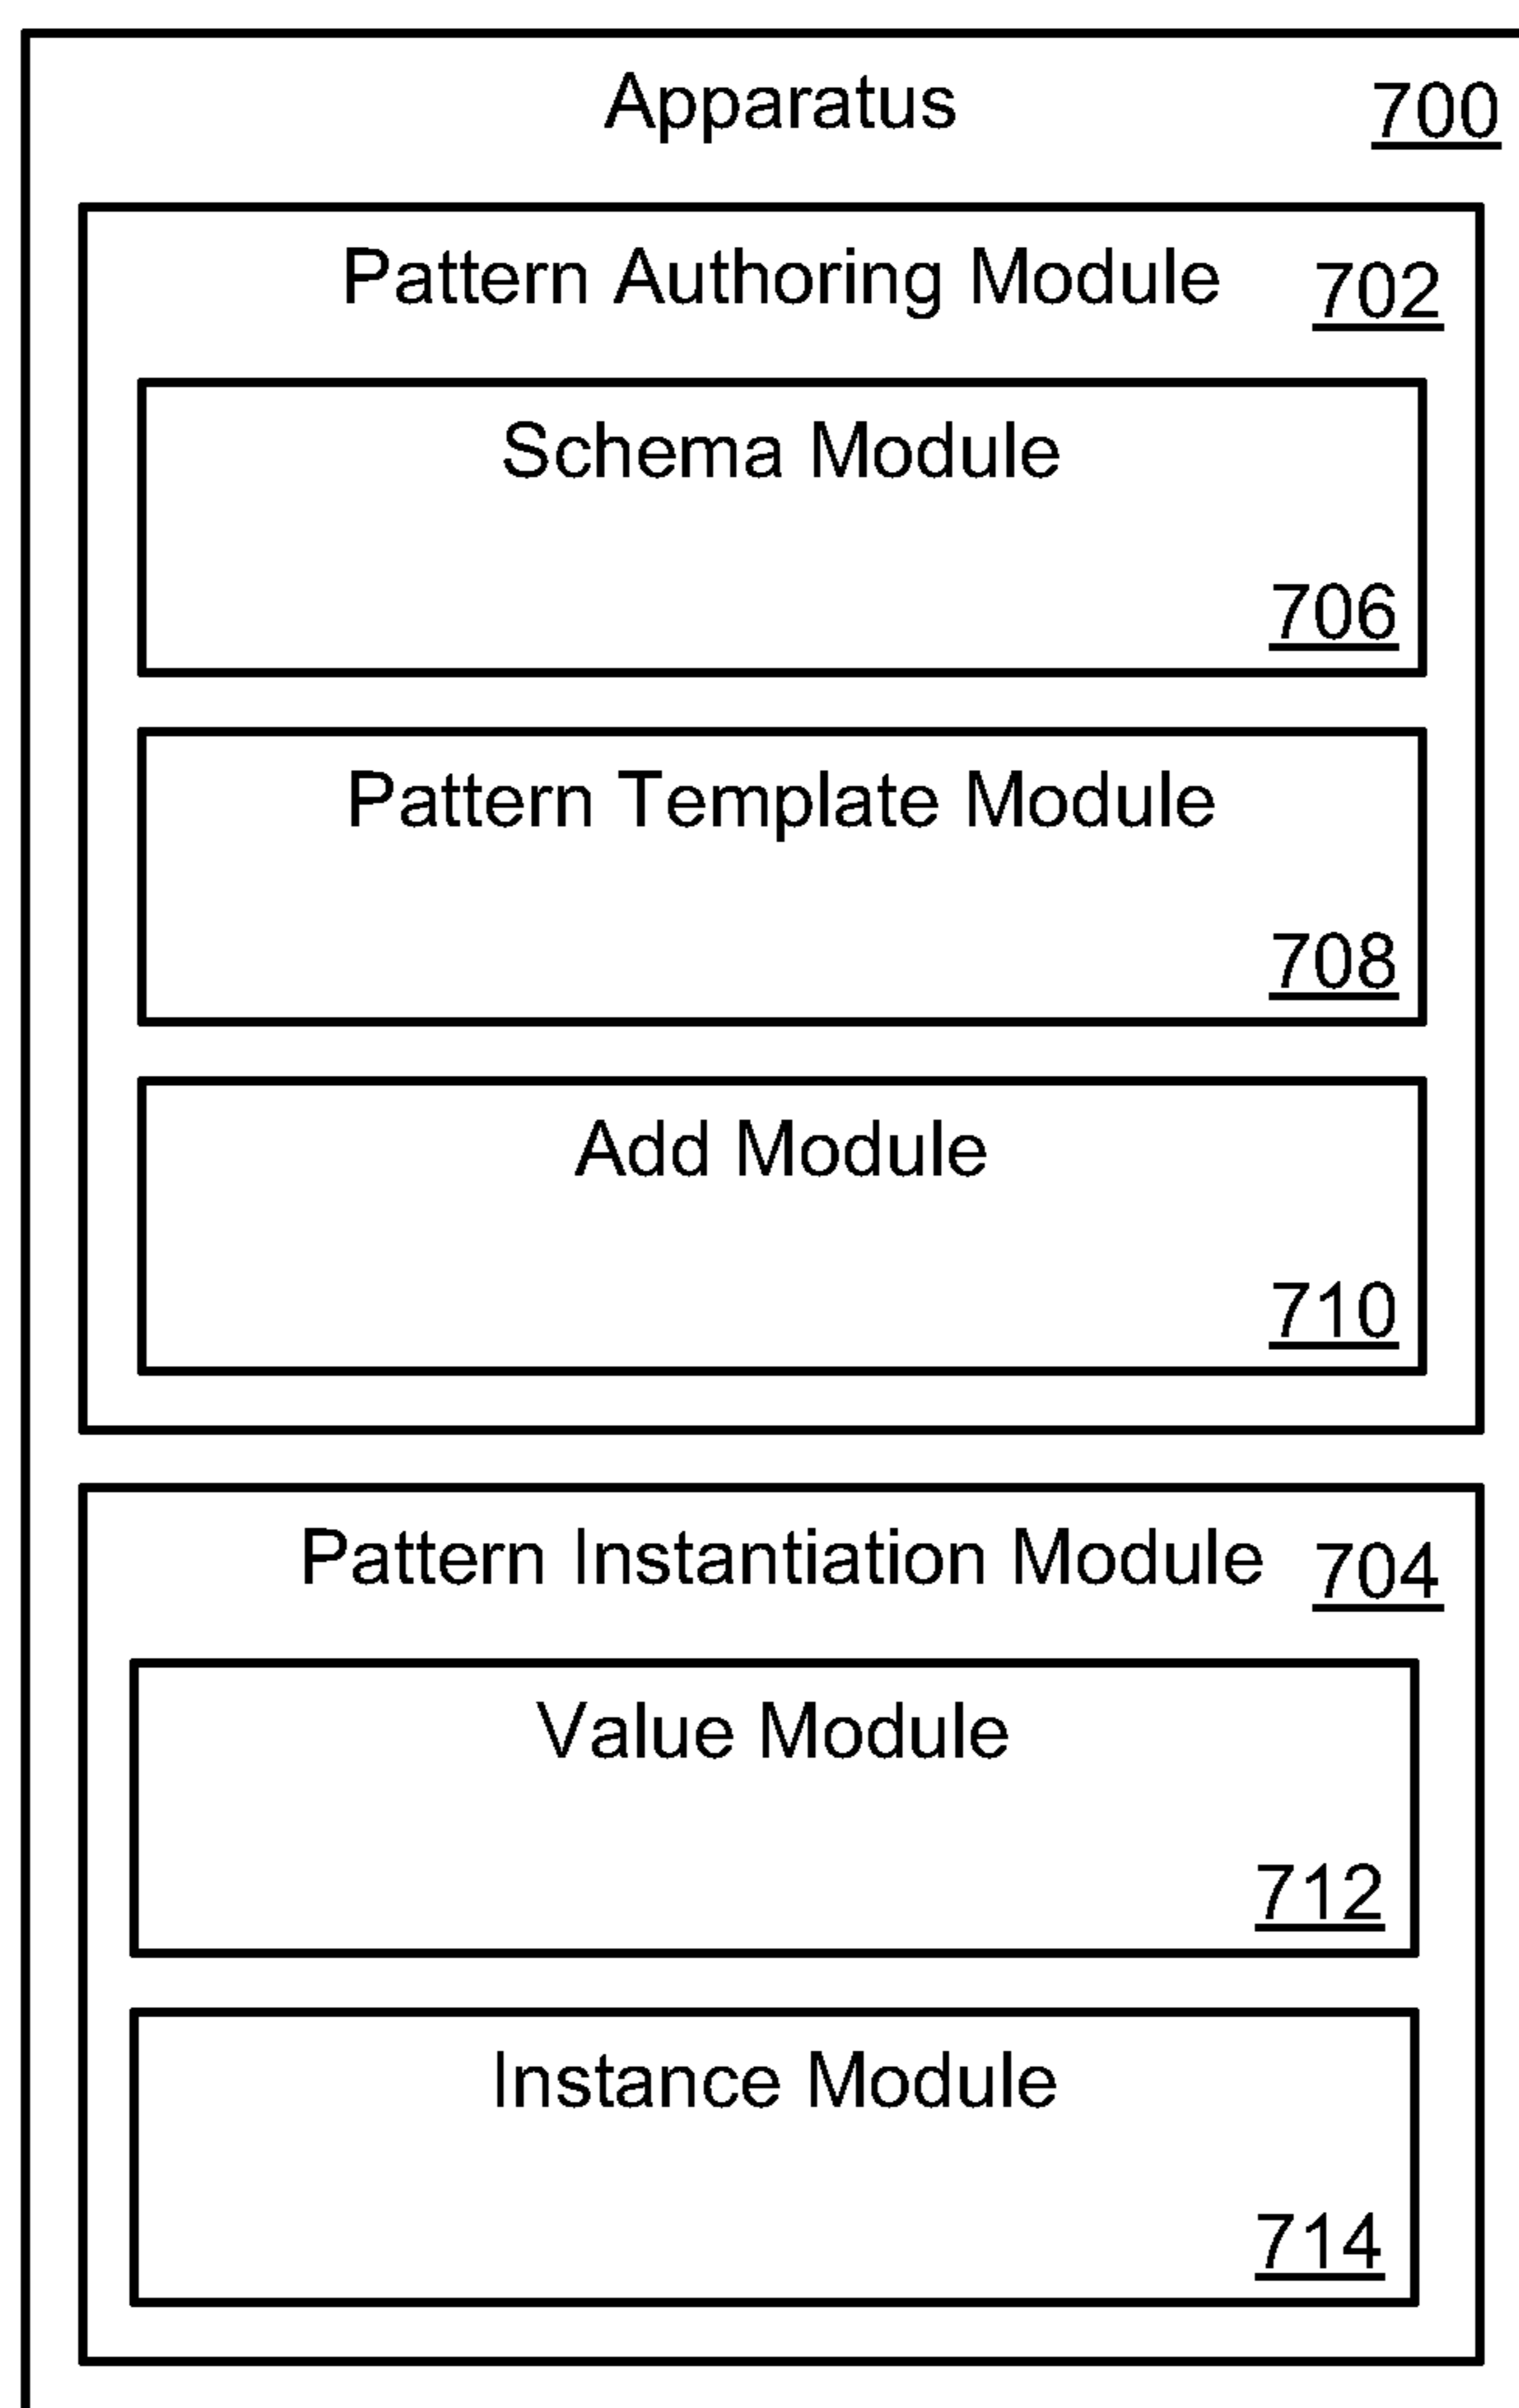 Apparatus 700
Pattern Authoring Module 702
Schema Module
706
Pattern Template Module
708
Add Module
710
Pattern Instantiation Module 704
Value Module
712
Instance Module
714